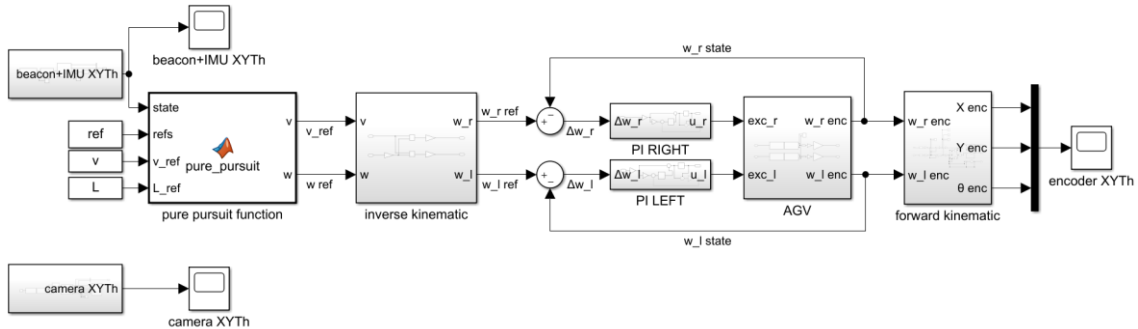 beacon+IMU XYTh
beacon+IMU XYTh
state
ref
refs
v
v_ref
L
L_ref
pure_pursuit
v
w
pure pursuit function
v_ref
w ref
v
w
w_r
w_l
inverse kinematic
w_r ref
w_l ref
w_r state
+
−
Δw_r
Δw_r
u_r
PI RIGHT
+
−
Δw_l
Δw_l
u_l
PI LEFT
w_l state
exc_r
w_r enc
exc_l
w_l enc
AGV
w_r enc
w_l enc
X enc
Y enc
θ enc
forward kinematic
encoder XYTh
camera XYTh
camera XYTh